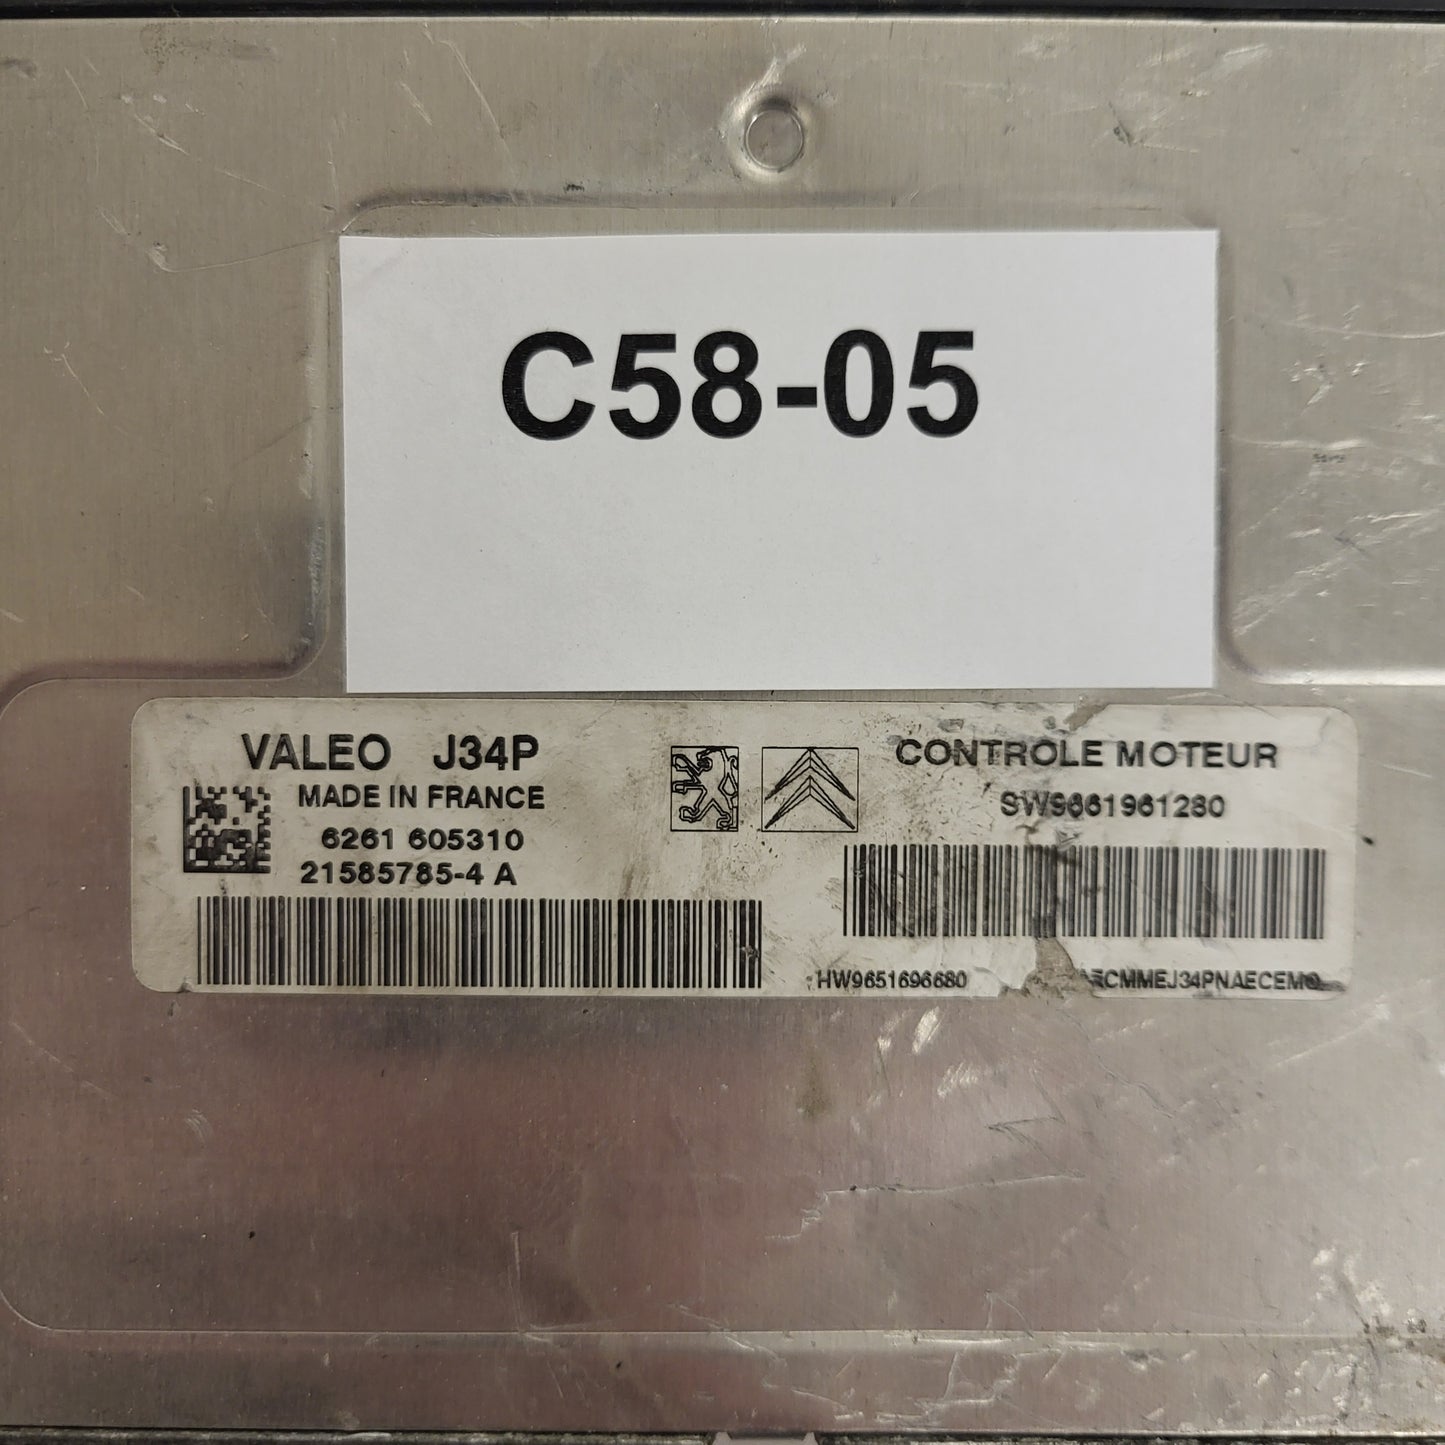 C58-05
VALEO J34P
MADE IN FRANCE
6261 605310
21585785-4 A
CONTROLE MOTEUR
SW9661961280
HW9651696680